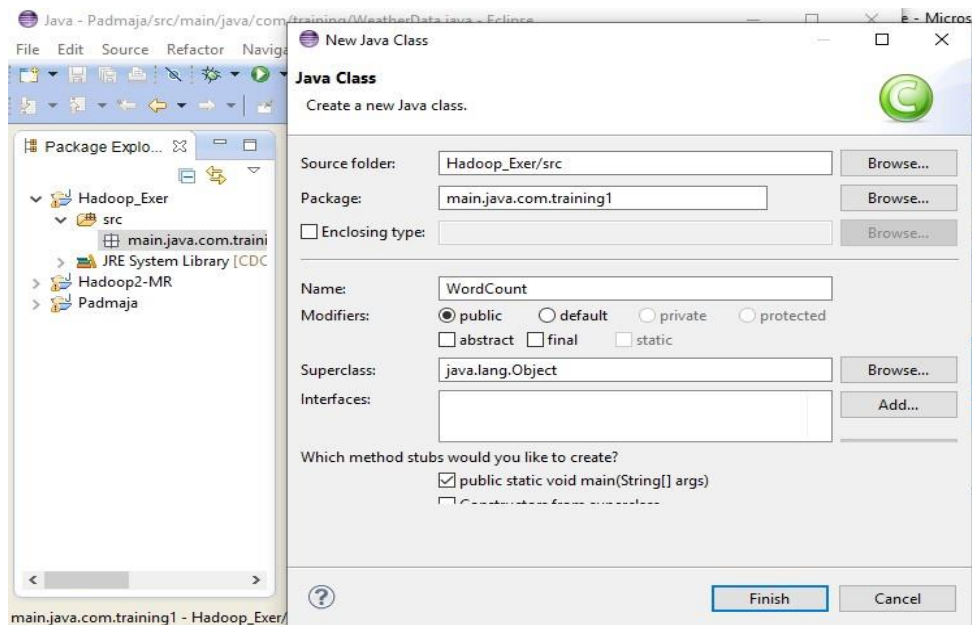 Java - Padmaja/src/main/java/com/training/WeatherData.java - Eclipse
e - Micros
File Edit Source Refactor Naviga
Package Explo...
Hadoop_Exer
src
main.java.com.traini
JRE System Library [CDC
Hadoop2-MR
Padmaja
main.java.com.training1 - Hadoop_Exer/
New Java Class
Java Class
Create a new Java class.
Source folder: Hadoop_Exer/src Browse...
Package: main.java.com.training1 Browse...
Enclosing type: Browse...
Name: WordCount
Modifiers: public default private protected
abstract final static
Superclass: java.lang.Object Browse...
Interfaces: Add...
Which method stubs would you like to create?
public static void main(String[] args)
Constructors from superclass
? Finish Cancel